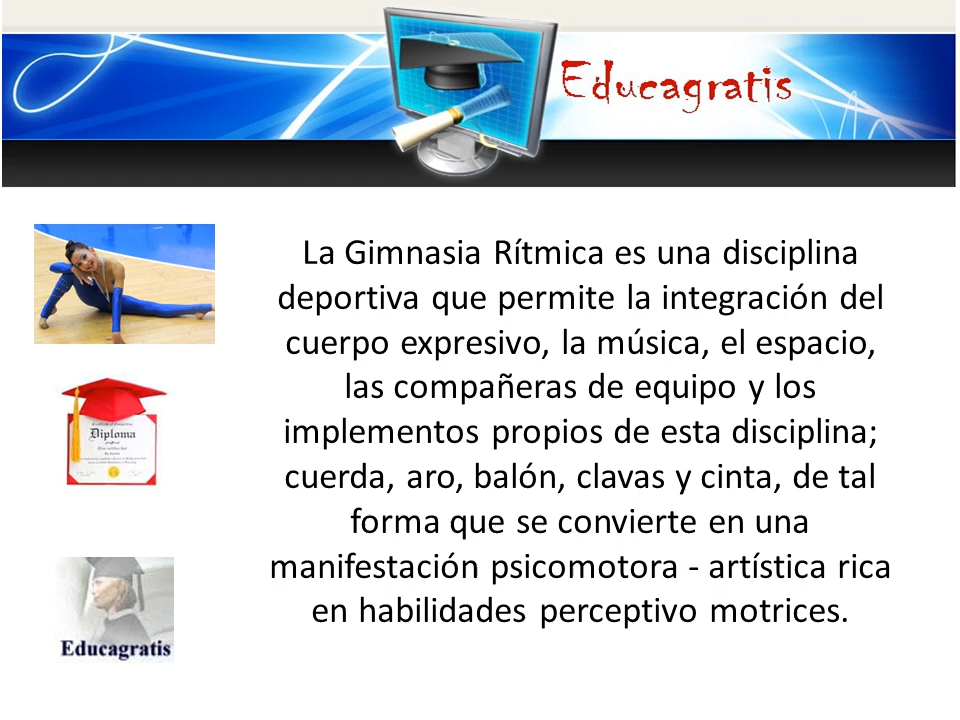 Educagratis
La Gimnasia Rítmica es una disciplina
deportiva que permite la integración del
cuerpo expresivo, la música, el espacio,
las compañeras de equipo y los
implementos propios de esta disciplina;
cuerda, aro, balón, clavas y cinta, de tal
forma que se convierte en una
manifestación psicomotora - artística rica
en habilidades perceptivo motrices.
Diploma
Educagratis